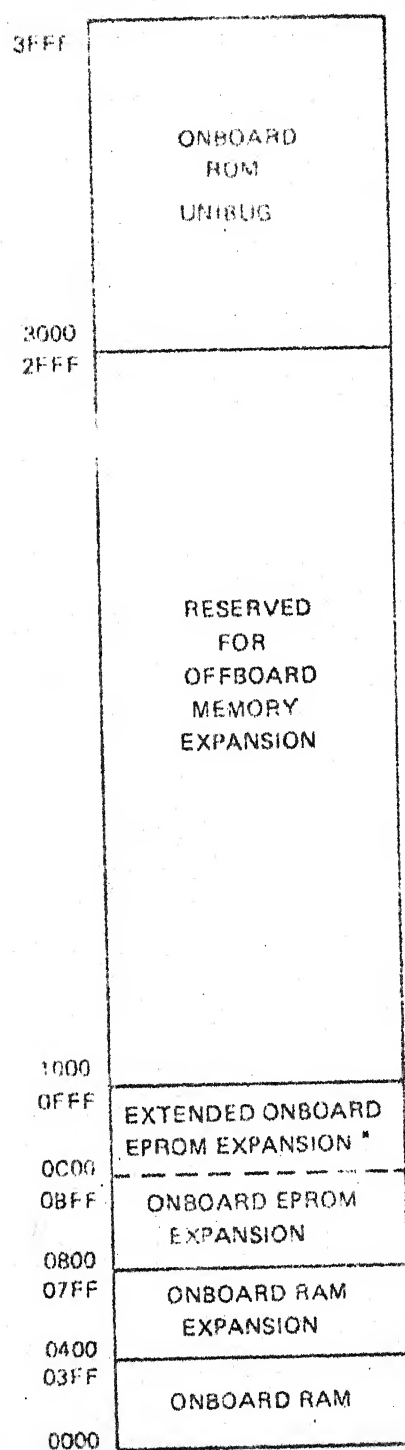 3FFF
ONBOARD
ROM
UNIBUG
3000
2FFF
RESERVED
FOR
OFFBOARD
MEMORY
EXPANSION
1000
0FFF
EXTENDED ONBOARD
EPROM EXPANSION *
0C00
0BFF
ONBOARD EPROM
EXPANSION
0800
07FF
ONBOARD RAM
EXPANSION
0400
03FF
ONBOARD RAM
0000